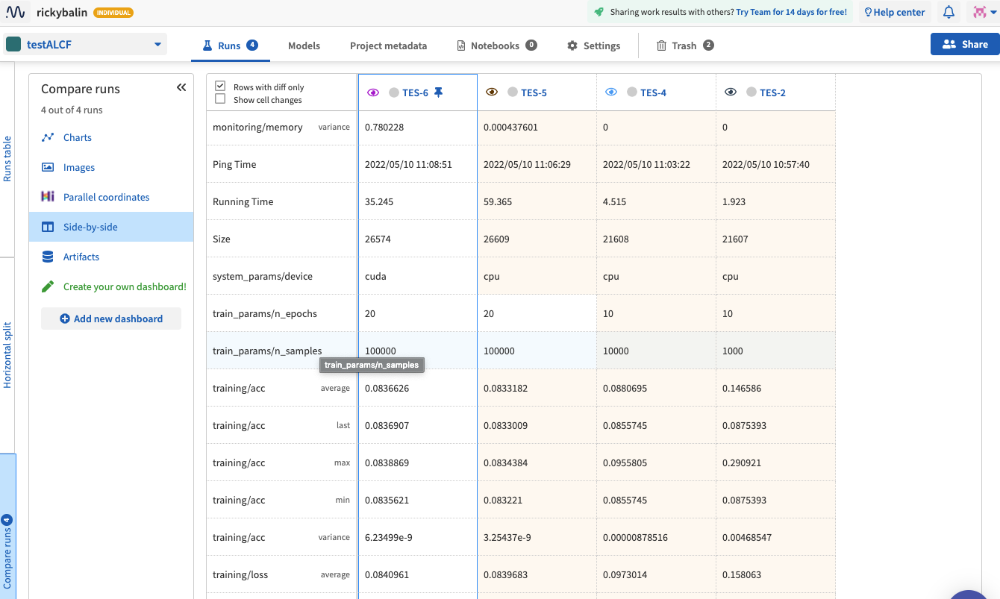 rickybalin INDIVIDUAL Sharing work results with others? Try Team for 14 days for free! Help center
testALCF Runs 4 Models Project metadata Notebooks 0 Settings Trash 2 Share
Runs table
Horizontal split
Compare runs 4
Compare runs
4 out of 4 runs
Charts
Images
Parallel coordinates
Side-by-side
Artifacts
Create your own dashboard!
Add new dashboard
Rows with diff only
Show cell changes
TES-6 TES-5 TES-4 TES-2
monitoring/memory variance 0.780228 0.000437601 0 0
Ping Time 2022/05/10 11:08:51 2022/05/10 11:06:29 2022/05/10 11:03:22 2022/05/10 10:57:40
Running Time 35.245 59.365 4.515 1.923
Size 26574 26609 21608 21607
system_params/device cuda cpu cpu cpu
train_params/n_epochs 20 20 10 10
train_params/n_samples 100000 100000 10000 1000
train_params/n_samples
training/acc average 0.0836626 0.0833182 0.0880695 0.146586
training/acc last 0.0836907 0.0833009 0.0855745 0.0875393
training/acc max 0.0838869 0.0834384 0.0955805 0.290921
training/acc min 0.0835621 0.083221 0.0855745 0.0875393
training/acc variance 6.23499e-9 3.25437e-9 0.00000878516 0.00468547
training/loss average 0.0840961 0.0839683 0.0973014 0.158063